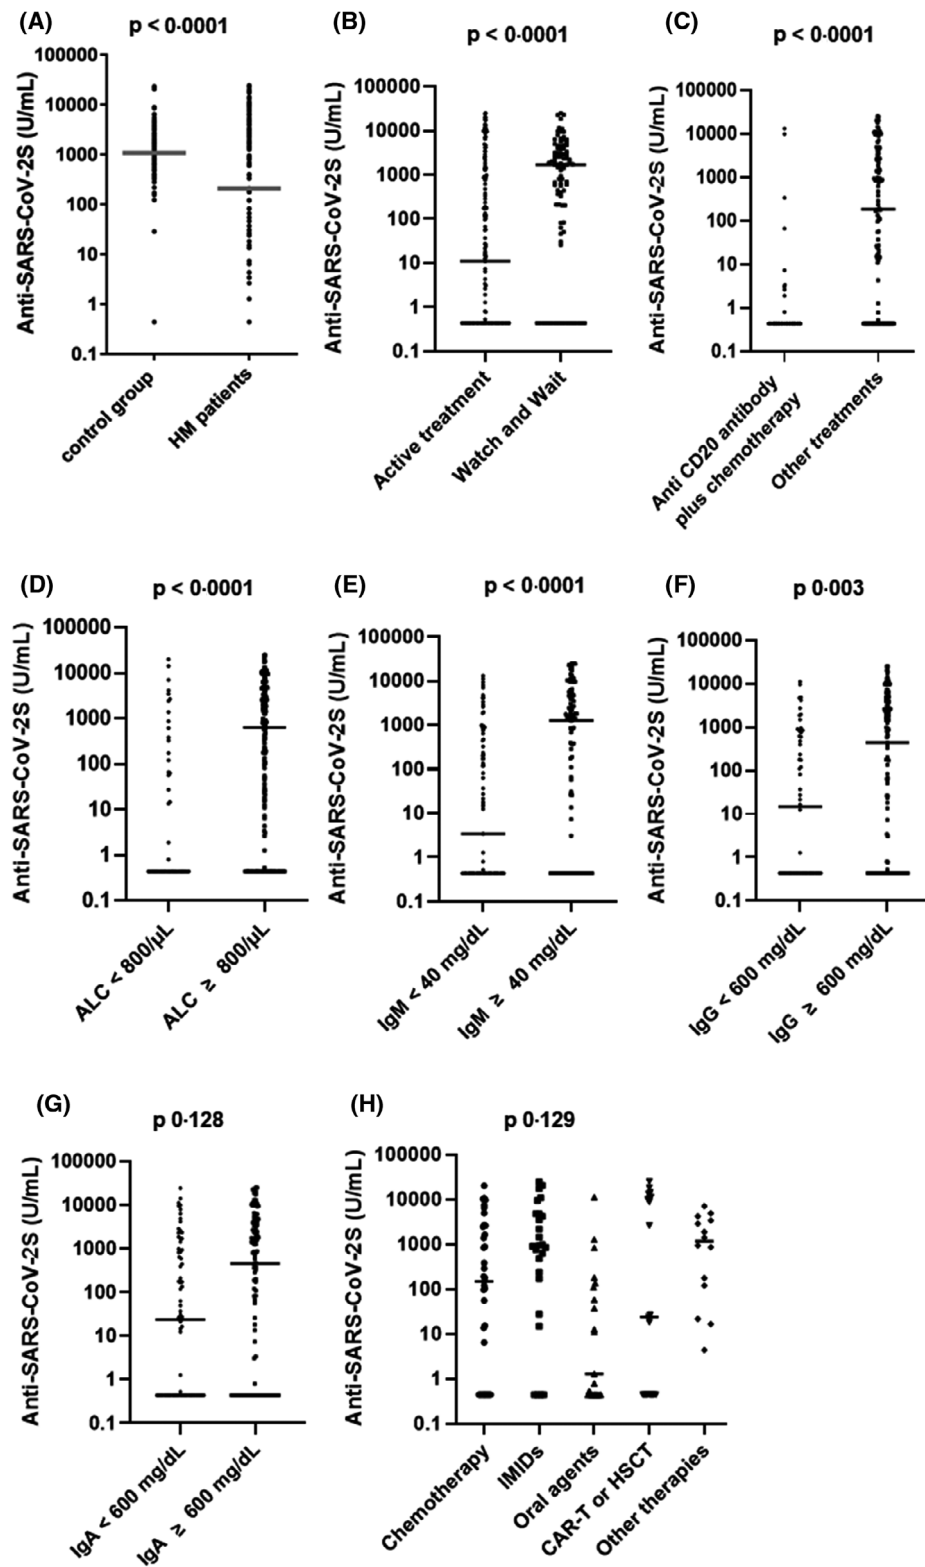 (A)
p < 0·0001
Anti-SARS-CoV-2S (U/mL)
100000
10000
1000
100
10
1
0.1
control group
HM patients
(B)
p < 0·0001
Anti-SARS-CoV-2S (U/mL)
100000
10000
1000
100
10
1
0.1
Active treatment
Watch and Wait
(C)
p < 0·0001
Anti-SARS-CoV-2S (U/mL)
100000
10000
1000
100
10
1
0.1
Anti CD20 antibody
plus chemotherapy
Other treatments
(D)
p < 0·0001
Anti-SARS-CoV-2S (U/mL)
100000
10000
1000
100
10
1
0.1
ALC < 800/µL
ALC ≥ 800/µL
(E)
p < 0·0001
Anti-SARS-CoV-2S (U/mL)
100000
10000
1000
100
10
1
0.1
IgM < 40 mg/dL
IgM ≥ 40 mg/dL
(F)
p 0·003
Anti-SARS-CoV-2S (U/mL)
100000
10000
1000
100
10
1
0.1
IgG < 600 mg/dL
IgG ≥ 600 mg/dL
(G)
p 0·128
Anti-SARS-CoV-2S (U/mL)
100000
10000
1000
100
10
1
0.1
IgA < 600 mg/dL
IgA ≥ 600 mg/dL
(H)
p 0·129
Anti-SARS-CoV-2S (U/mL)
100000
10000
1000
100
10
1
0.1
Chemotherapy
IMIDs
Oral agents
CAR-T or HSCT
Other therapies